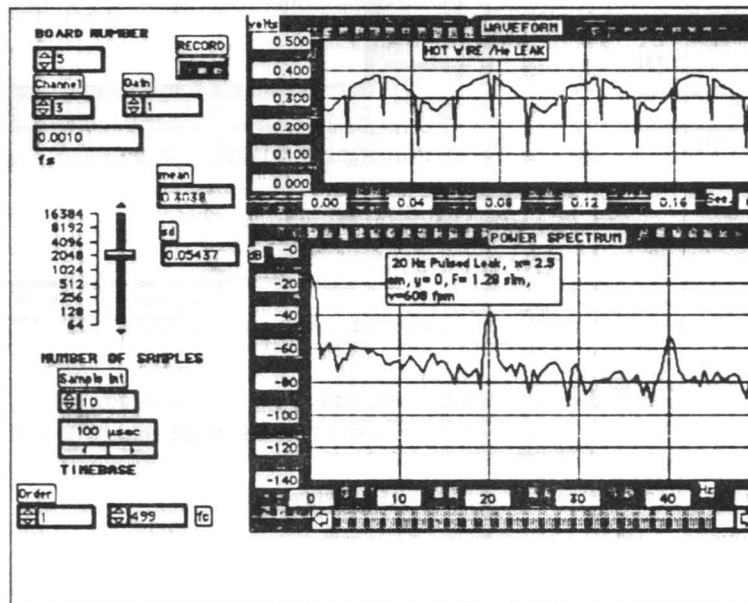 BOARD NUMBER
5
RECORD
Channel
Gain
3
1
0.0010
fs
mean
0.3038
sd
0.05437
16384
8192
4096
2048
1024
512
256
128
64
NUMBER OF SAMPLES
Sample Int
10
100 µsec
TIMEBASE
Order
1
499
fc
volts
WAVEFORM
HOT WIRE /He LEAK
0.500
0.400
0.300
0.200
0.100
0.000
0.00
0.04
0.08
0.12
0.16
Sec
POWER SPECTRUM
dB
-0
-20
-40
-60
-80
-100
-120
-140
20 Hz Pulsed Leak, x= 2.5
cm, y= 0, F= 1.28 slm,
v=608 fpm
0
10
20
30
40
Hz